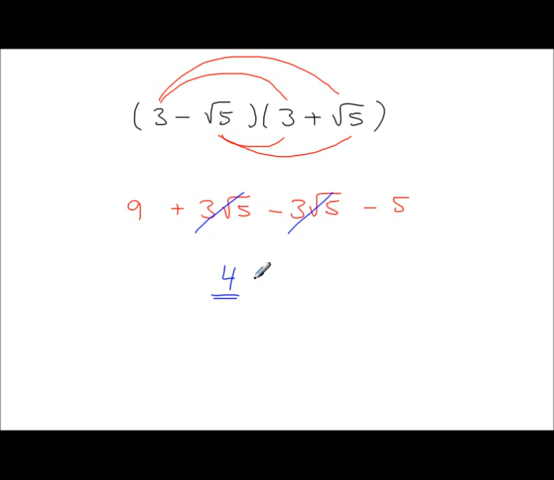 (3 - √5)(3 + √5)
9 + 3√5 - 3√5 - 5
4